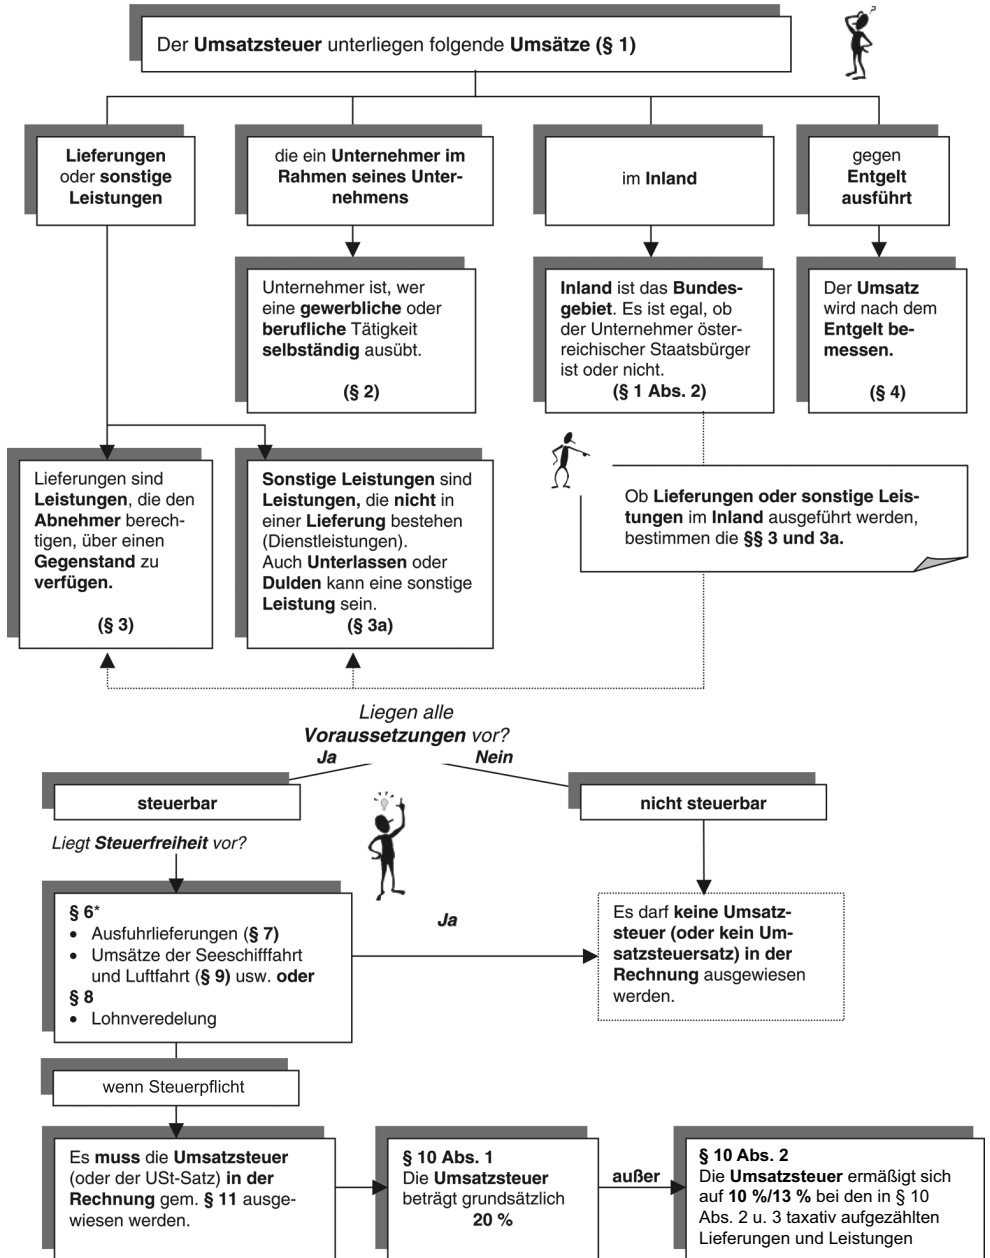 Der Umsatzsteuer unterliegen folgende Umsätze (§ 1)
?
Lieferungen
oder sonstige
Leistungen
die ein Unternehmer im
Rahmen seines Unter-
nehmens
im Inland
gegen
Entgelt
ausführt
Unternehmer ist, wer
eine gewerbliche oder
berufliche Tätigkeit
selbständig ausübt.
(§ 2)
Inland ist das Bundes-
gebiet. Es ist egal, ob
der Unternehmer öster-
reichischer Staatsbürger
ist oder nicht.
(§ 1 Abs. 2)
Der Umsatz
wird nach dem
Entgelt be-
messen.
(§ 4)
Lieferungen sind
Leistungen, die den
Abnehmer berech-
tigen, über einen
Gegenstand zu
verfügen.
(§ 3)
Sonstige Leistungen sind
Leistungen, die nicht in
einer Lieferung bestehen
(Dienstleistungen).
Auch Unterlassen oder
Dulden kann eine sonstige
Leistung sein.
(§ 3a)
Ob Lieferungen oder sonstige Leis-
tungen im Inland ausgeführt werden,
bestimmen die §§ 3 und 3a.
Liegen alle
Voraussetzungen vor?
Ja
Nein
steuerbar
nicht steuerbar
Liegt Steuerfreiheit vor?
§ 6*
• Ausfuhrlieferungen (§ 7)
• Umsätze der Seeschifffahrt
und Luftfahrt (§ 9) usw. oder
§ 8
• Lohnveredelung
Ja
Es darf keine Umsatz-
steuer (oder kein Um-
satzsteuersatz) in der
Rechnung ausgewiesen
werden.
wenn Steuerpflicht
Es muss die Umsatzsteuer
(oder der USt-Satz) in der
Rechnung gem. § 11 ausge-
wiesen werden.
§ 10 Abs. 1
Die Umsatzsteuer
beträgt grundsätzlich
20 %
außer
§ 10 Abs. 2
Die Umsatzsteuer ermäßigt sich
auf 10 %/13 % bei den in § 10
Abs. 2 u. 3 taxativ aufgezählten
Lieferungen und Leistungen